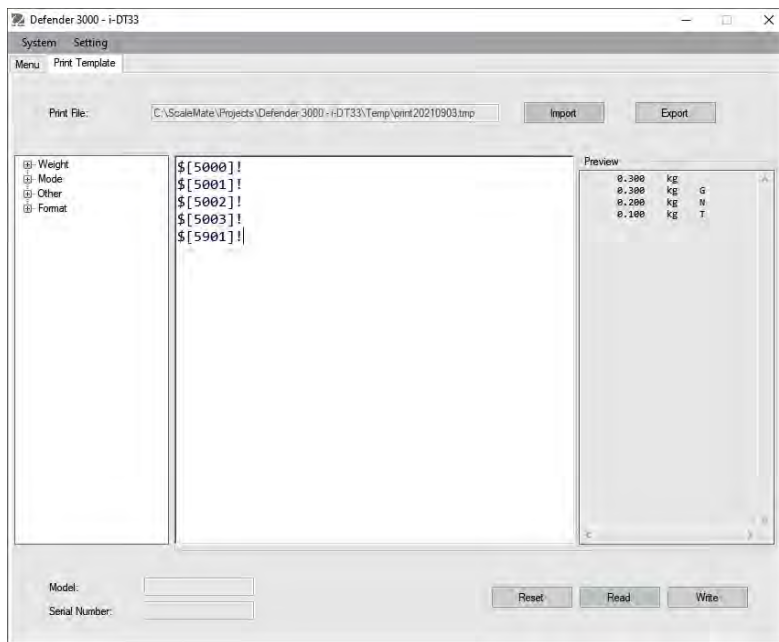 Defender 3000 - i-DT33
System Setting
Menu Print Template
Print File: C:\ScaleMate\Projects\Defender 3000 - i-DT33\Temp\print20210903.tmp Import Export
Weight
Mode
Other
Format
$[5000]!
$[5001]!
$[5002]!
$[5003]!
$[5901]!
Preview
0.300 kg
0.300 kg G
0.200 kg N
0.100 kg T
Model:
Serial Number:
Reset Read Write